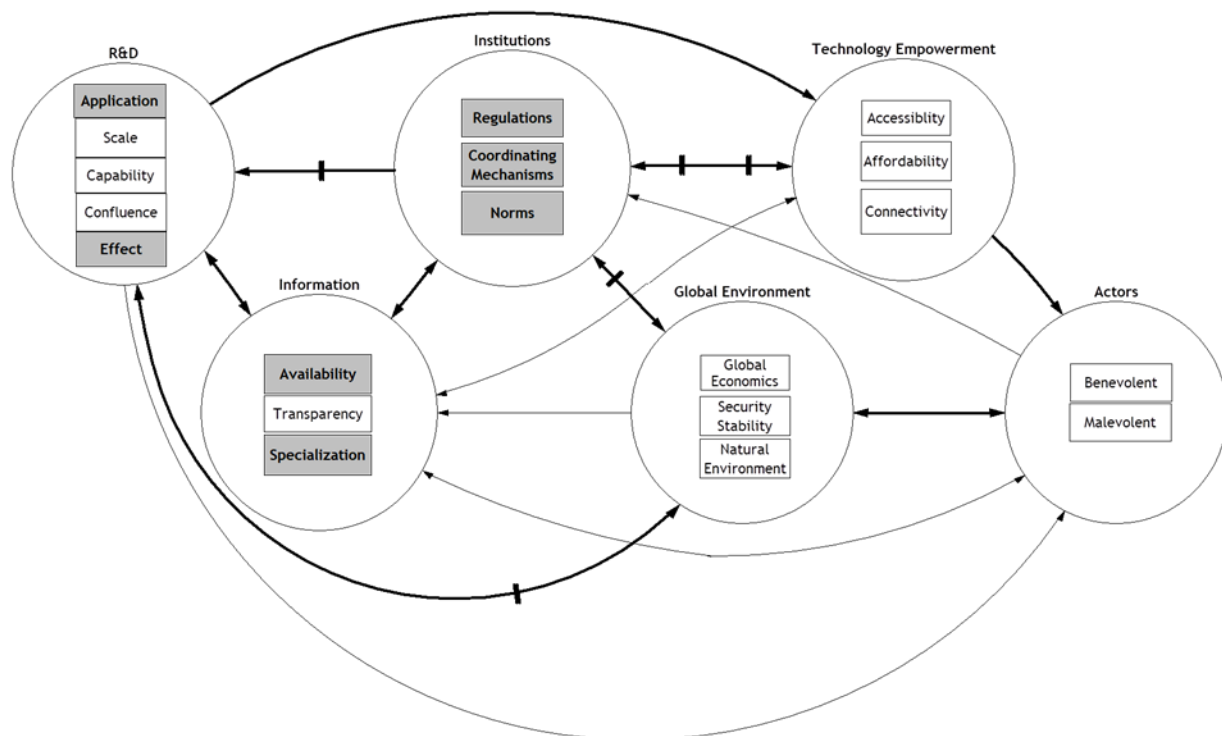 R&D
Application
Scale
Capability
Confluence
Effect
Institutions
Regulations
Coordinating
Mechanisms
Norms
Technology Empowerment
Accessiblity
Affordability
Connectivity
Information
Availability
Transparency
Specialization
Global Environment
Global
Economics
Security
Stability
Natural
Environment
Actors
Benevolent
Malevolent